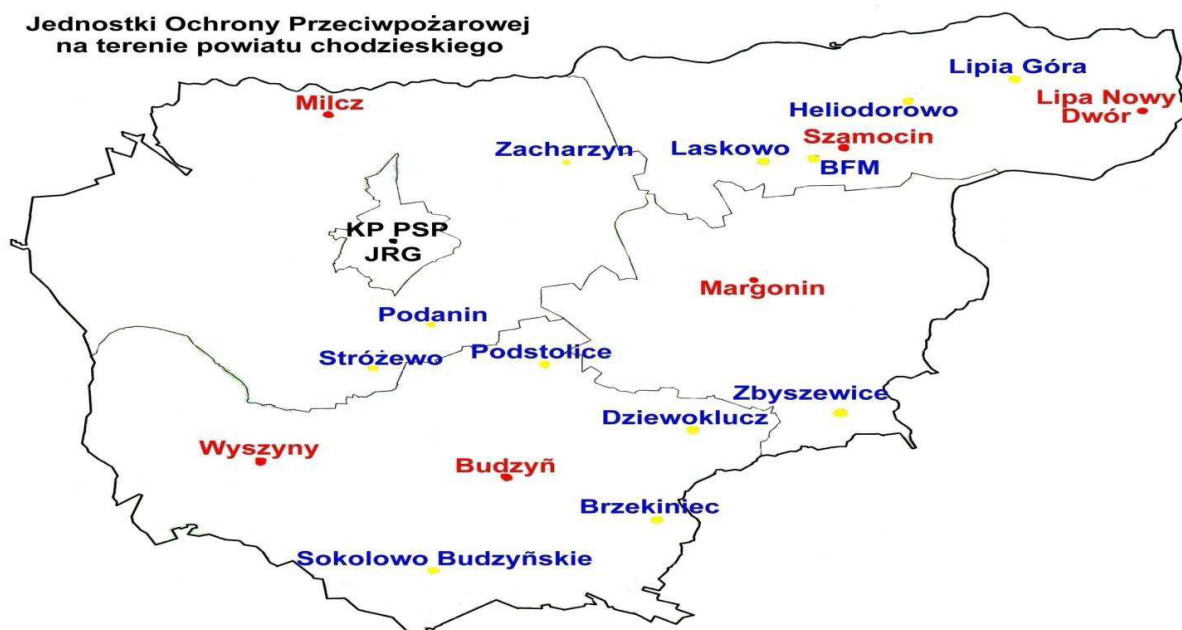 Jednostki Ochrony Przeciwpożarowej
na terenie powiatu chodzieskiego
Lipia Góra
Milcz
Heliodorowo
Lipa Nowy
Dwór
Szamocin
Zacharzyn
Laskowo
BFM
KP PSP
JRG
Margonin
Podanin
Stróżewo
Podstolice
Zbyszewice
Dziewoklucz
Wyszyny
Budzyñ
Brzekiniec
Sokolowo Budzyñskie